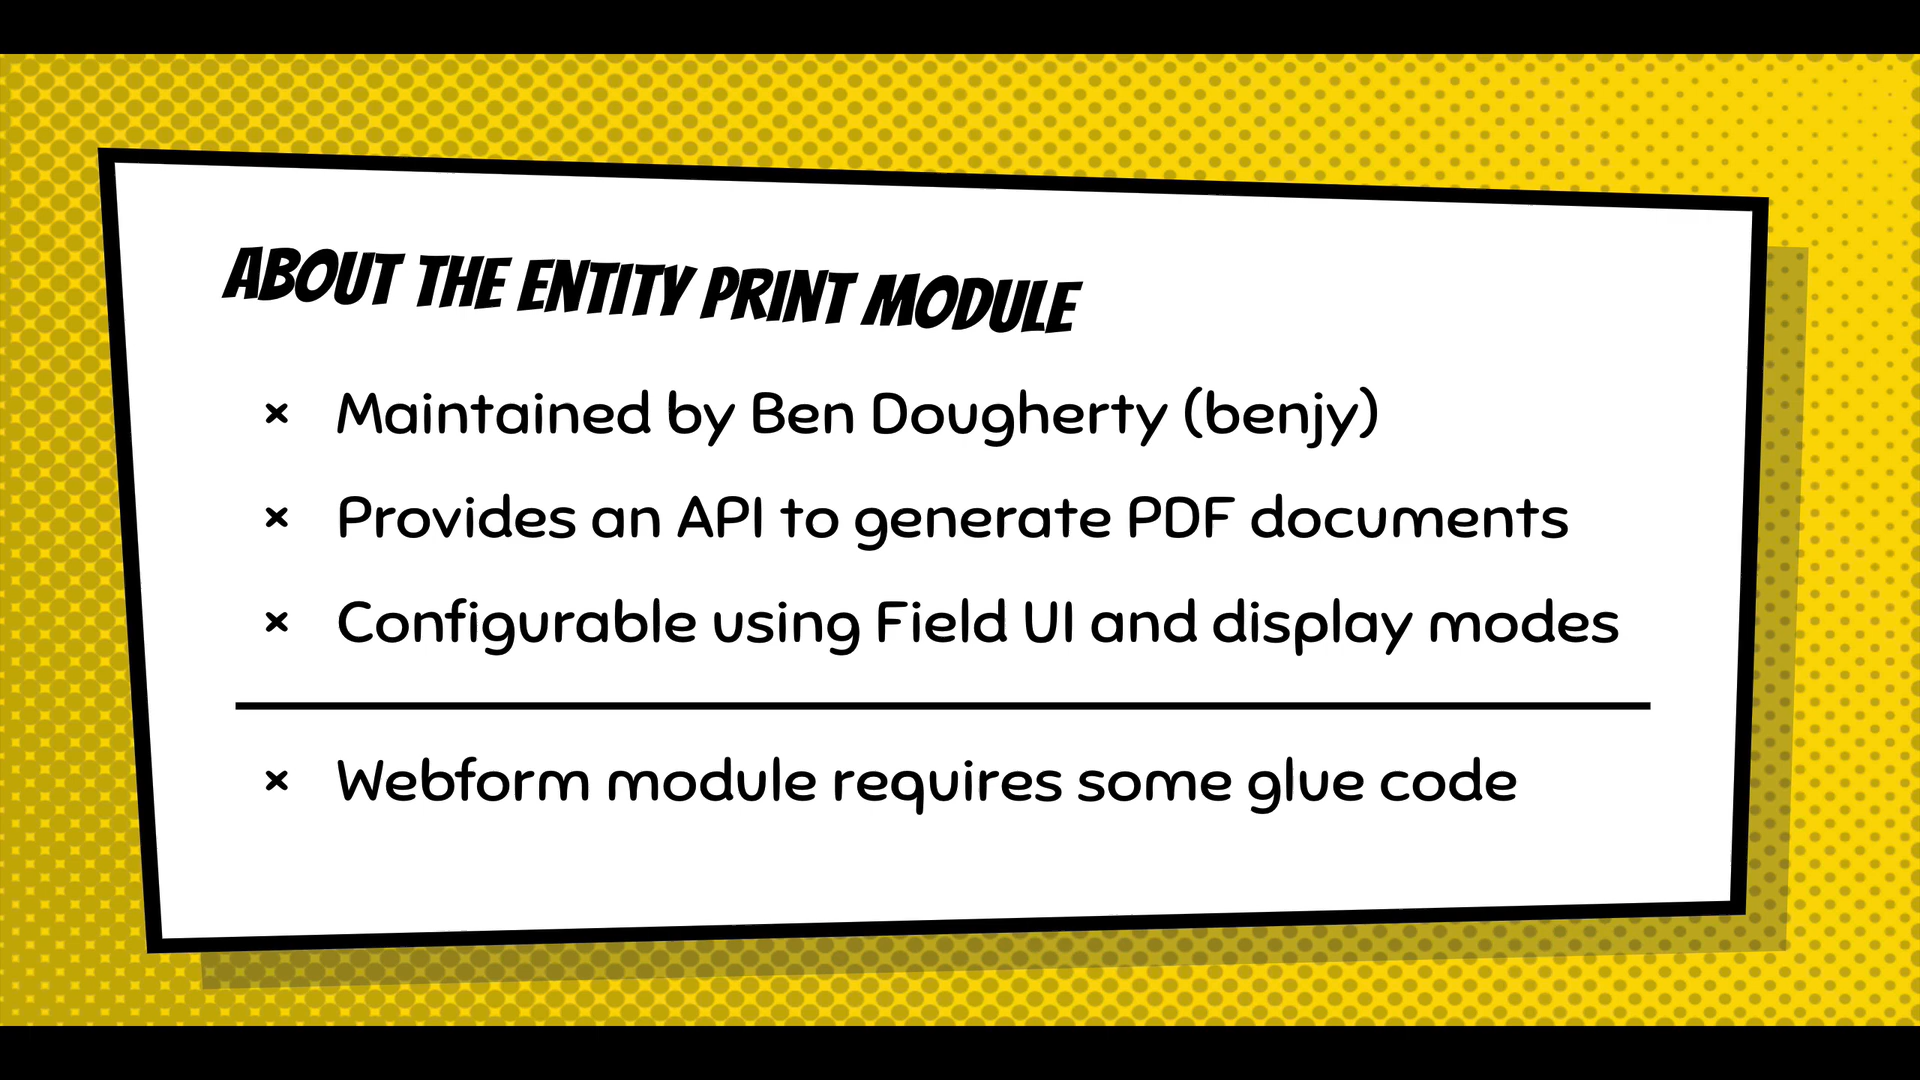 ABOUT THE ENTITY PRINT MODULE
× Maintained by Ben Dougherty (benjy)
× Provides an API to generate PDF documents
× Configurable using Field UI and display modes
× Webform module requires some glue code